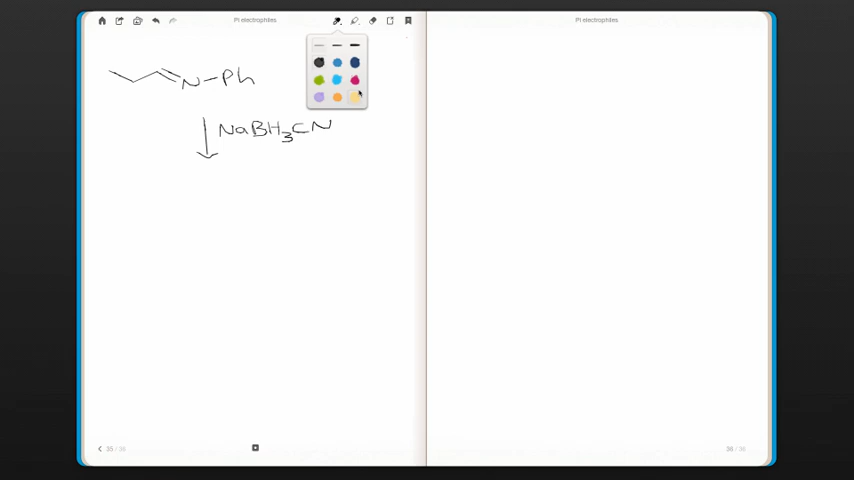 PI electrophiles
PI electrophiles
N-Ph
NaBH3CN
35 / 36
36 / 36